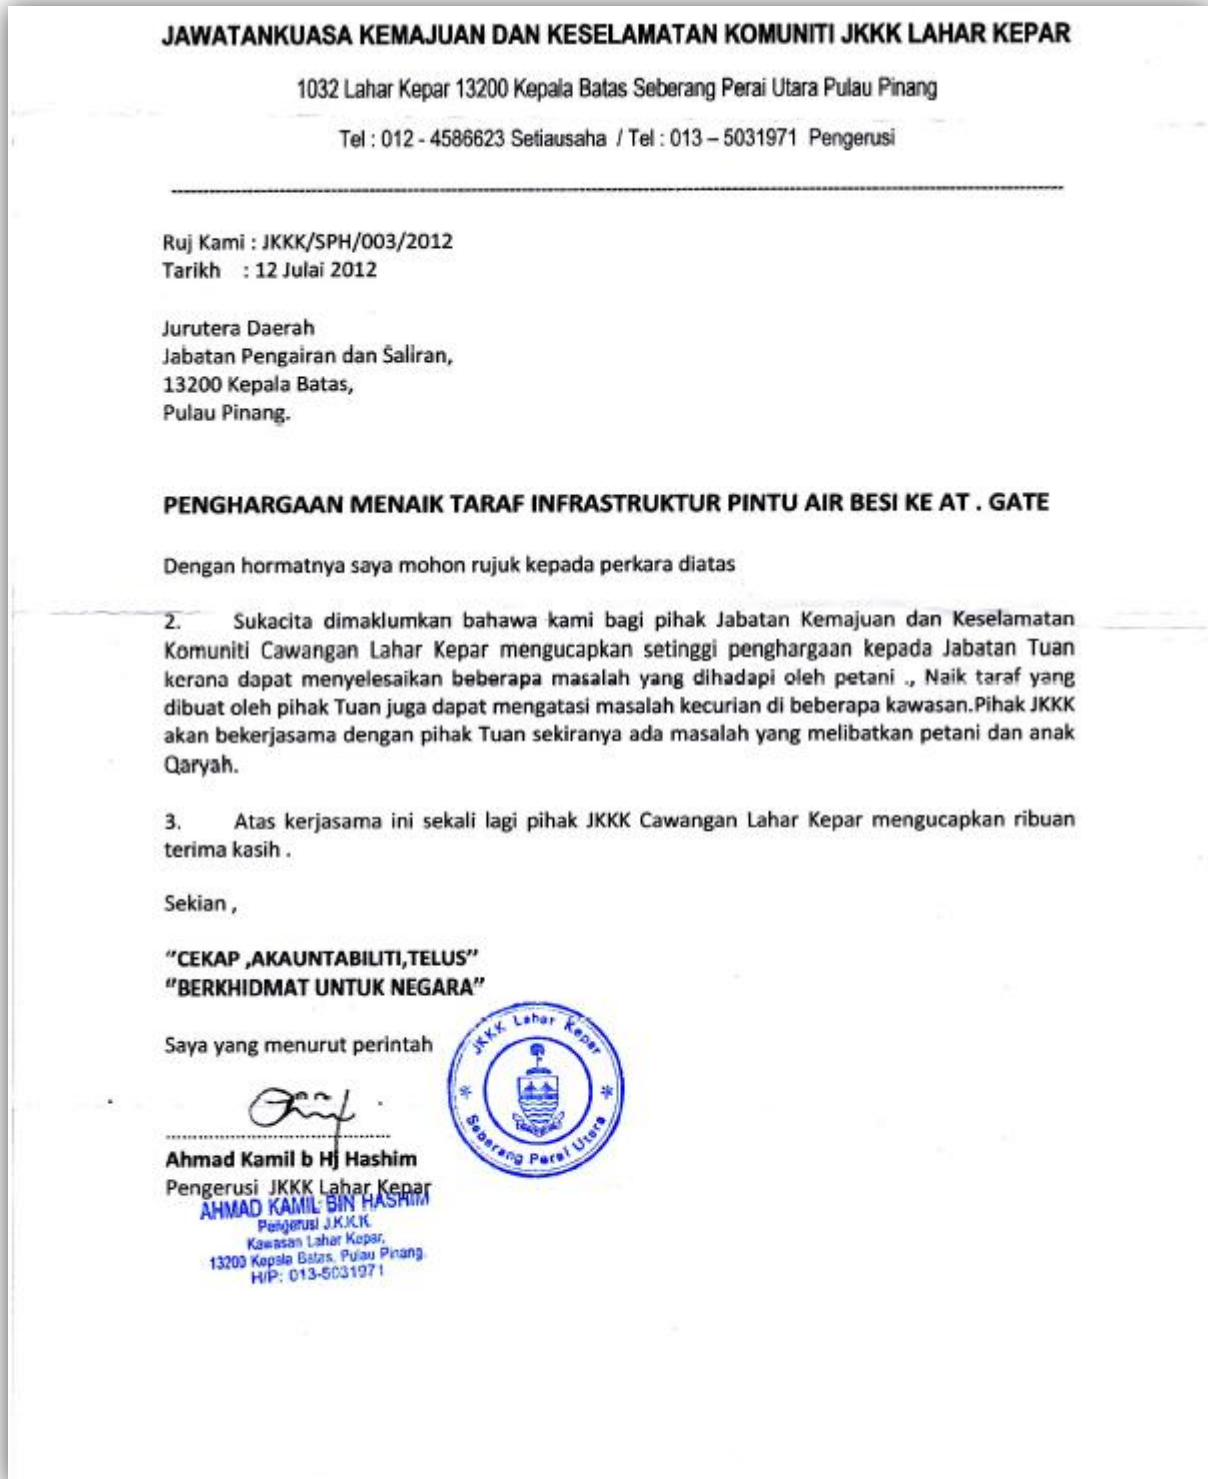 JAWATANKUASA KEMAJUAN DAN KESELAMATAN KOMUNITI JKKK LAHAR KEPAR
1032 Lahar Kepar 13200 Kepala Batas Seberang Perai Utara Pulau Pinang
Tel : 012 - 4586623 Setiausaha / Tel : 013 – 5031971 Pengerusi
Ruj Kami : JKKK/SPH/003/2012
Tarikh : 12 Julai 2012
Jurutera Daerah
Jabatan Pengairan dan Saliran,
13200 Kepala Batas,
Pulau Pinang.
PENGHARGAAN MENAIK TARAF INFRASTRUKTUR PINTU AIR BESI KE AT . GATE
Dengan hormatnya saya mohon rujuk kepada perkara diatas
2. Sukacita dimaklumkan bahawa kami bagi pihak Jabatan Kemajuan dan Keselamatan
Komuniti Cawangan Lahar Kepar mengucapkan setinggi penghargaan kepada Jabatan Tuan
kerana dapat menyelesaikan beberapa masalah yang dihadapi oleh petani ., Naik taraf yang
dibuat oleh pihak Tuan juga dapat mengatasi masalah kecurian di beberapa kawasan.Pihak JKKK
akan bekerjasama dengan pihak Tuan sekiranya ada masalah yang melibatkan petani dan anak
Qaryah.
3. Atas kerjasama ini sekali lagi pihak JKKK Cawangan Lahar Kepar mengucapkan ribuan
terima kasih .
Sekian ,
“CEKAP ,AKAUNTABILITI,TELUS”
“BERKHIDMAT UNTUK NEGARA”
Saya yang menurut perintah
JKKK Lahar Kepar
Seberang Perai Utara
Ahmad Kamil b Hj Hashim
Pengerusi JKKK Lahar Kepar
AHMAD KAMIL BIN HASHIM
Pengerusi J.K.K.K.
Kawasan Lahar Kepar,
13200 Kepala Batas, Pulau Pinang.
H/P: 013-5031971